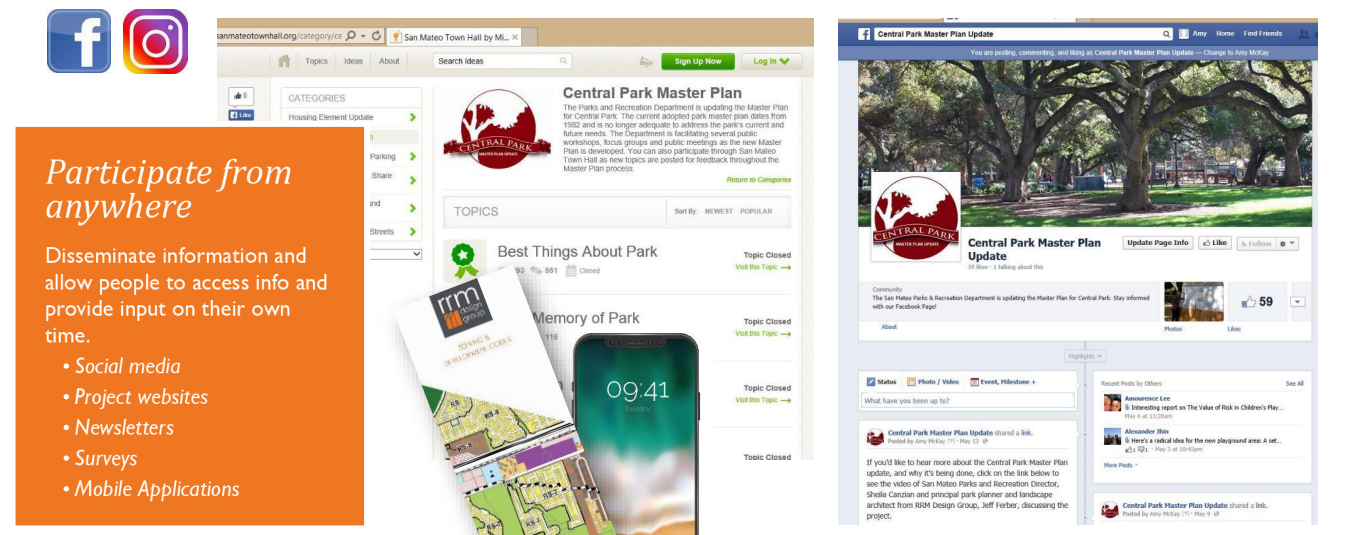 Participate from
anywhere
Disseminate information and
allow people to access info and
provide input on their own
time.
• Social media
• Project websites
• Newsletters
• Surveys
• Mobile Applications
sanmateotownhall.org/category/ce
San Mateo Town Hall by Mi...
Topics Ideas About
Search Ideas
Sign Up Now
Log In
0
Like
CATEGORIES
Housing Element Update
Parking
Share
Streets
CENTRAL PARK
MASTER PLAN UPDATE
Central Park Master Plan
The Parks and Recreation Department is updating the Master Plan
for Central Park. The current adopted park master plan dates from
1982 and is no longer adequate to address the park's current and
future needs. The Department is facilitating several public
workshops, focus groups and public meetings as the new Master
Plan is developed. You can also participate through San Mateo
Town Hall as new topics are posted for feedback throughout the
Master Plan process.
Return to Categories
TOPICS
Sort By: NEWEST POPULAR
Best Things About Park
551 Closed
Topic Closed
Visit this Topic
Memory of Park
115
Topic Closed
Visit this Topic
Topic Closed
Visit this Topic
Topic Closed
rrm
design
group
ZONING &
DEVELOPMENT CODES
09:41
Tuesday
Central Park Master Plan Update
Amy Home Find Friends
You are posting, commenting, and liking as Central Park Master Plan Update — Change to Amy McKay
CENTRAL PARK
MASTER PLAN UPDATE
Central Park Master Plan
Update
59 likes · 1 talking about this
Update Page Info
Like
Follow
Community
The San Mateo Parks & Recreation Department is updating the Master Plan for Central Park. Stay informed
with our Facebook Page!
About
Photos
59
Likes
Highlights
Status Photo / Video Event, Milestone +
What have you been up to?
Central Park Master Plan Update shared a link.
Posted by Amy McKay [?] · May 13
If you'd like to hear more about the Central Park Master Plan
update, and why it's being done, click on the link below to
see the video of San Mateo Parks and Recreation Director,
Sheila Canzian and principal park planner and landscape
architect from RRM Design Group, Jeff Ferber, discussing the
project.
Recent Posts by Others
See All
Amourence Lee
Interesting report on The Value of Risk in Children's Play...
May 6 at 11:28am
Alexander Jhin
Here's a radical idea for the new playground area: A set...
1 1 · May 3 at 10:40pm
More Posts
Central Park Master Plan Update shared a link.
Posted by Amy McKay [?] · May 9